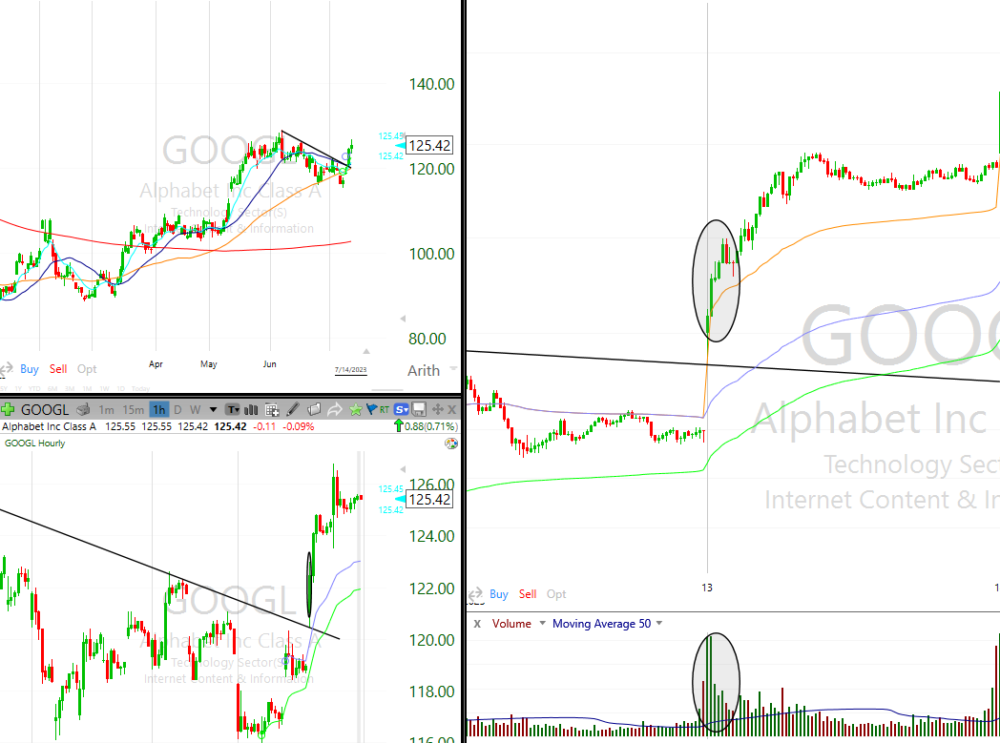 GOOGL
Alphabet Inc Class A
Technology Sector(S)
Internet Content & Information
140.00
125.45
125.42
125.42
120.00
100.00
80.00
Buy Sell Opt
Apr May Jun
7/14/2023
Arith
GOOGL 1m 15m 1h D W RT
Alphabet Inc Class A 125.55 125.55 125.42 125.42 -0.11 -0.09% 0.88(0.71%)
GOOGL Hourly
126.00
125.45
125.42
125.42
124.00
122.00
120.00
118.00
116.00
GOOGL
Alphabet Inc Class A
Technology Sector(S)
Internet Content & Information
GOO
Alphabet Inc
Technology Sec
Internet Content & In
13
Buy Sell Opt
x Volume Moving Average 50